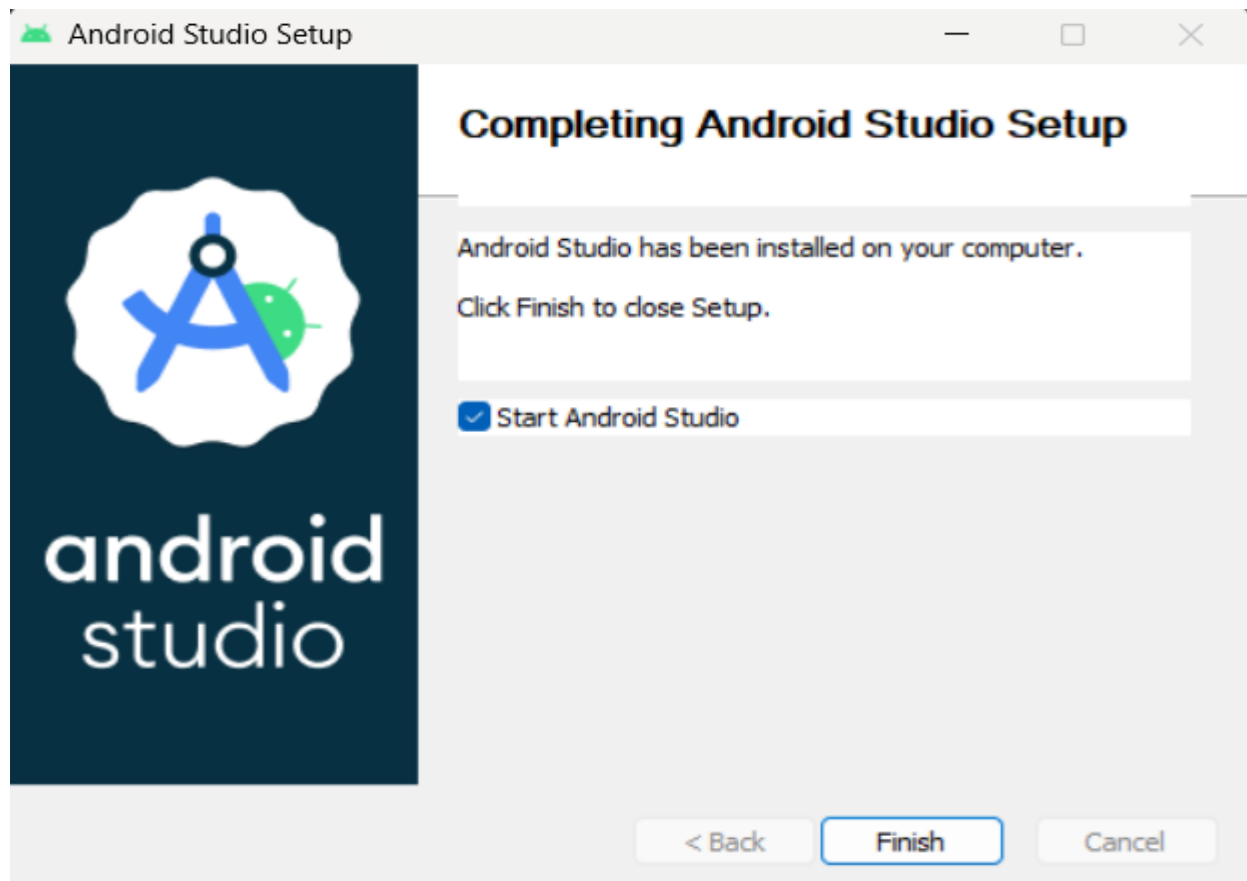 Android Studio Setup
Completing Android Studio Setup
Android Studio has been installed on your computer.
Click Finish to close Setup.
Start Android Studio
android
studio
< Back
Finish
Cancel